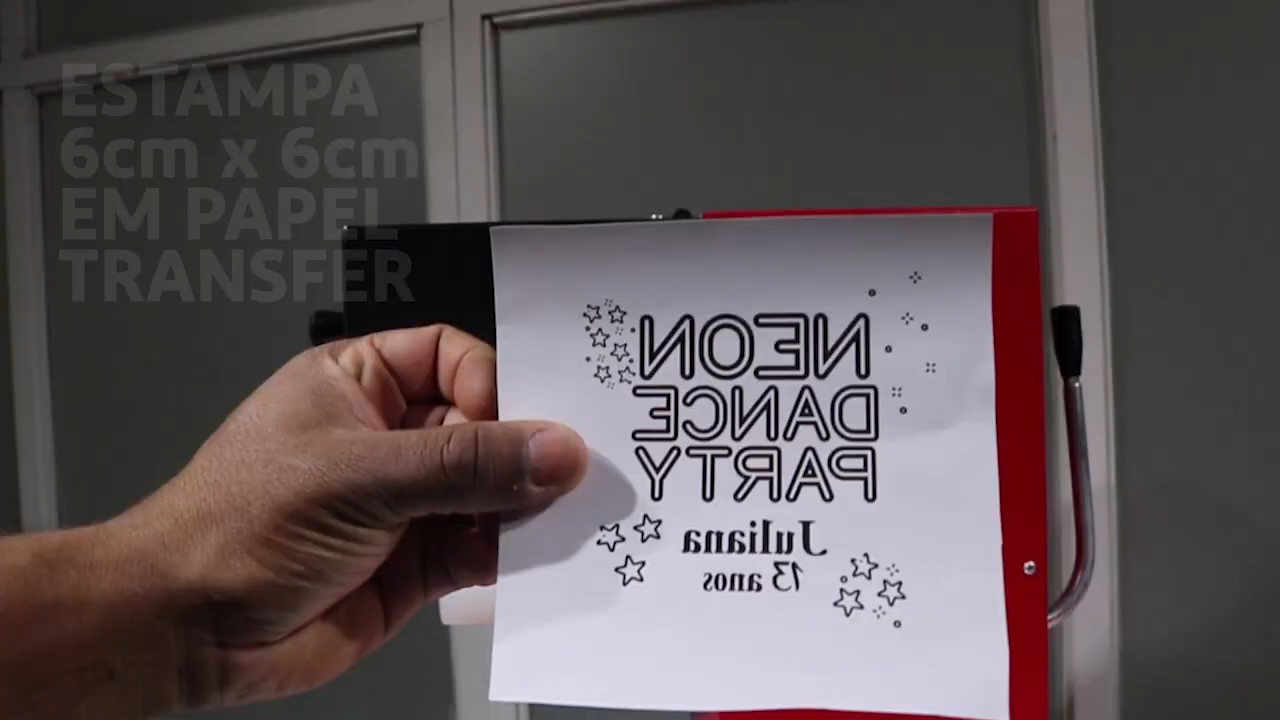 ESTAMPA
6cm x 6cm
EM PAPEL
TRANSFER
NEON
DANCE
PARTY
Juliana
13 anos